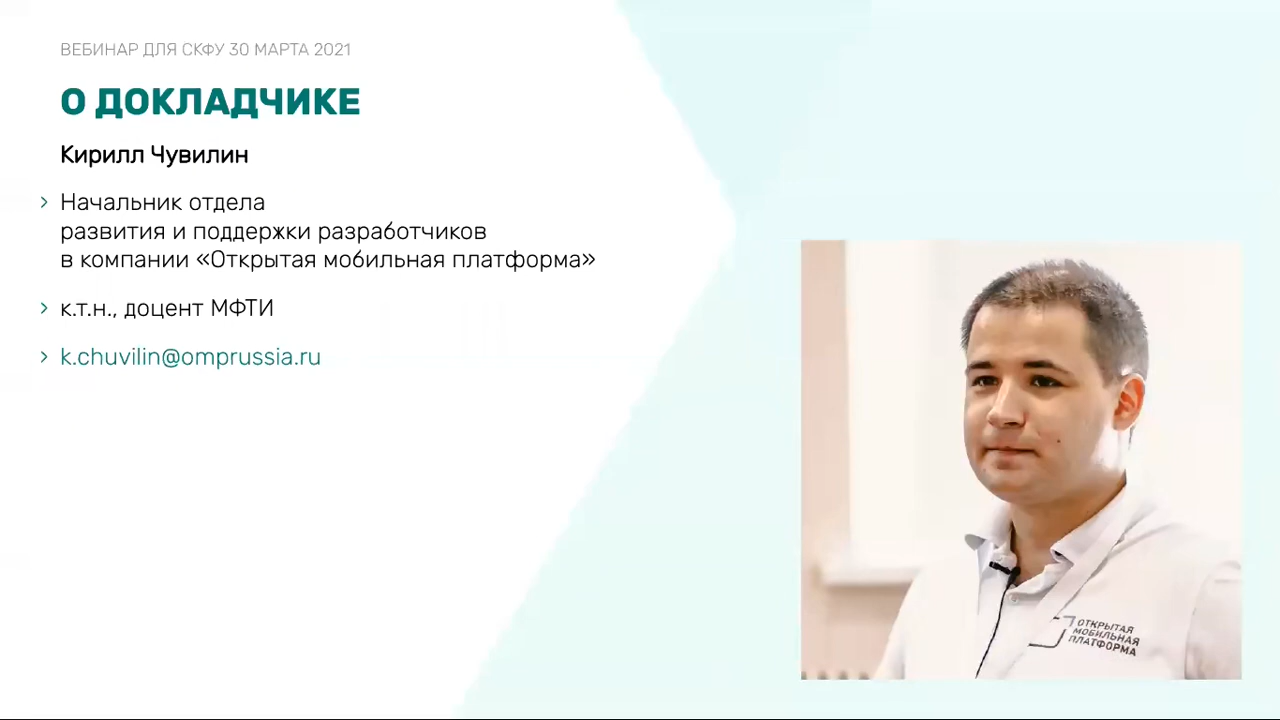 ВЕБИНАР ДЛЯ СКФУ 30 МАРТА 2021
О ДОКЛАДЧИКЕ
Кирилл Чувилин
Начальник отдела
развития и поддержки разработчиков
в компании «Открытая мобильная платформа»
к.т.н., доцент МФТИ
k.chuvilin@omprussia.ru
ОТКРЫТАЯ
МОБИЛЬНАЯ
ПЛАТФОРМА